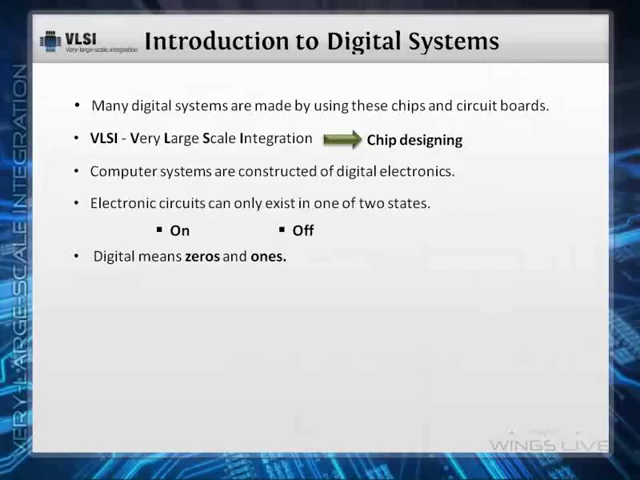 VLSI
Very-large-scale integration
Introduction to Digital Systems
• Many digital systems are made by using these chips and circuit boards.
• VLSI - Very Large Scale Integration Chip designing
• Computer systems are constructed of digital electronics.
• Electronic circuits can only exist in one of two states.
▪ On ▪ Off
• Digital means zeros and ones.
VERY-LARGE-SCALE INTEGRATION
WINGS LIVE